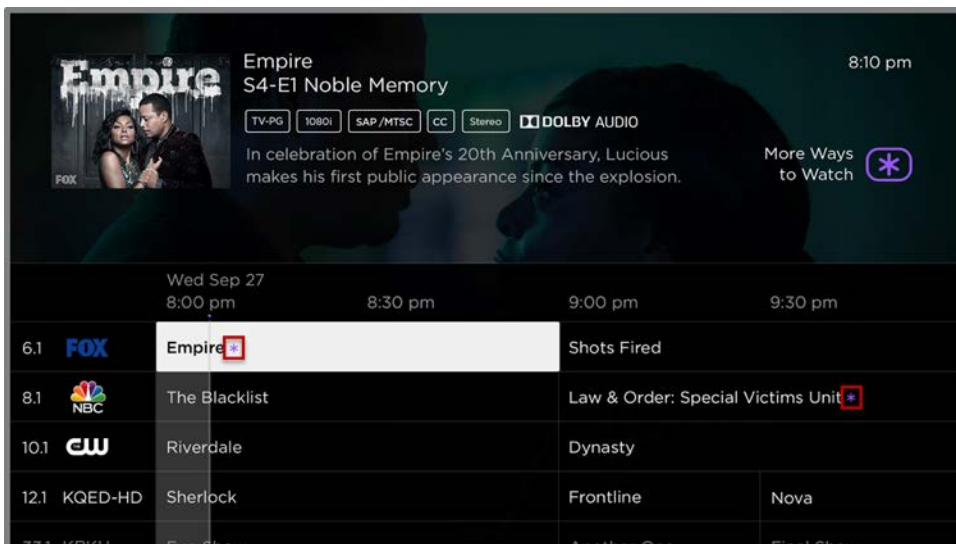 Empire
FOX
Empire
S4-E1 Noble Memory
TV-PG 1080i SAP/MTSC CC Stereo DOLBY AUDIO
In celebration of Empire's 20th Anniversary, Lucious
makes his first public appearance since the explosion.
8:10 pm
More Ways
to Watch *
Wed Sep 27
8:00 pm 8:30 pm 9:00 pm 9:30 pm
6.1 FOX Empire * Shots Fired
8.1 NBC The Blacklist Law & Order: Special Victims Unit *
10.1 CW Riverdale Dynasty
12.1 KQED-HD Sherlock Frontline Nova